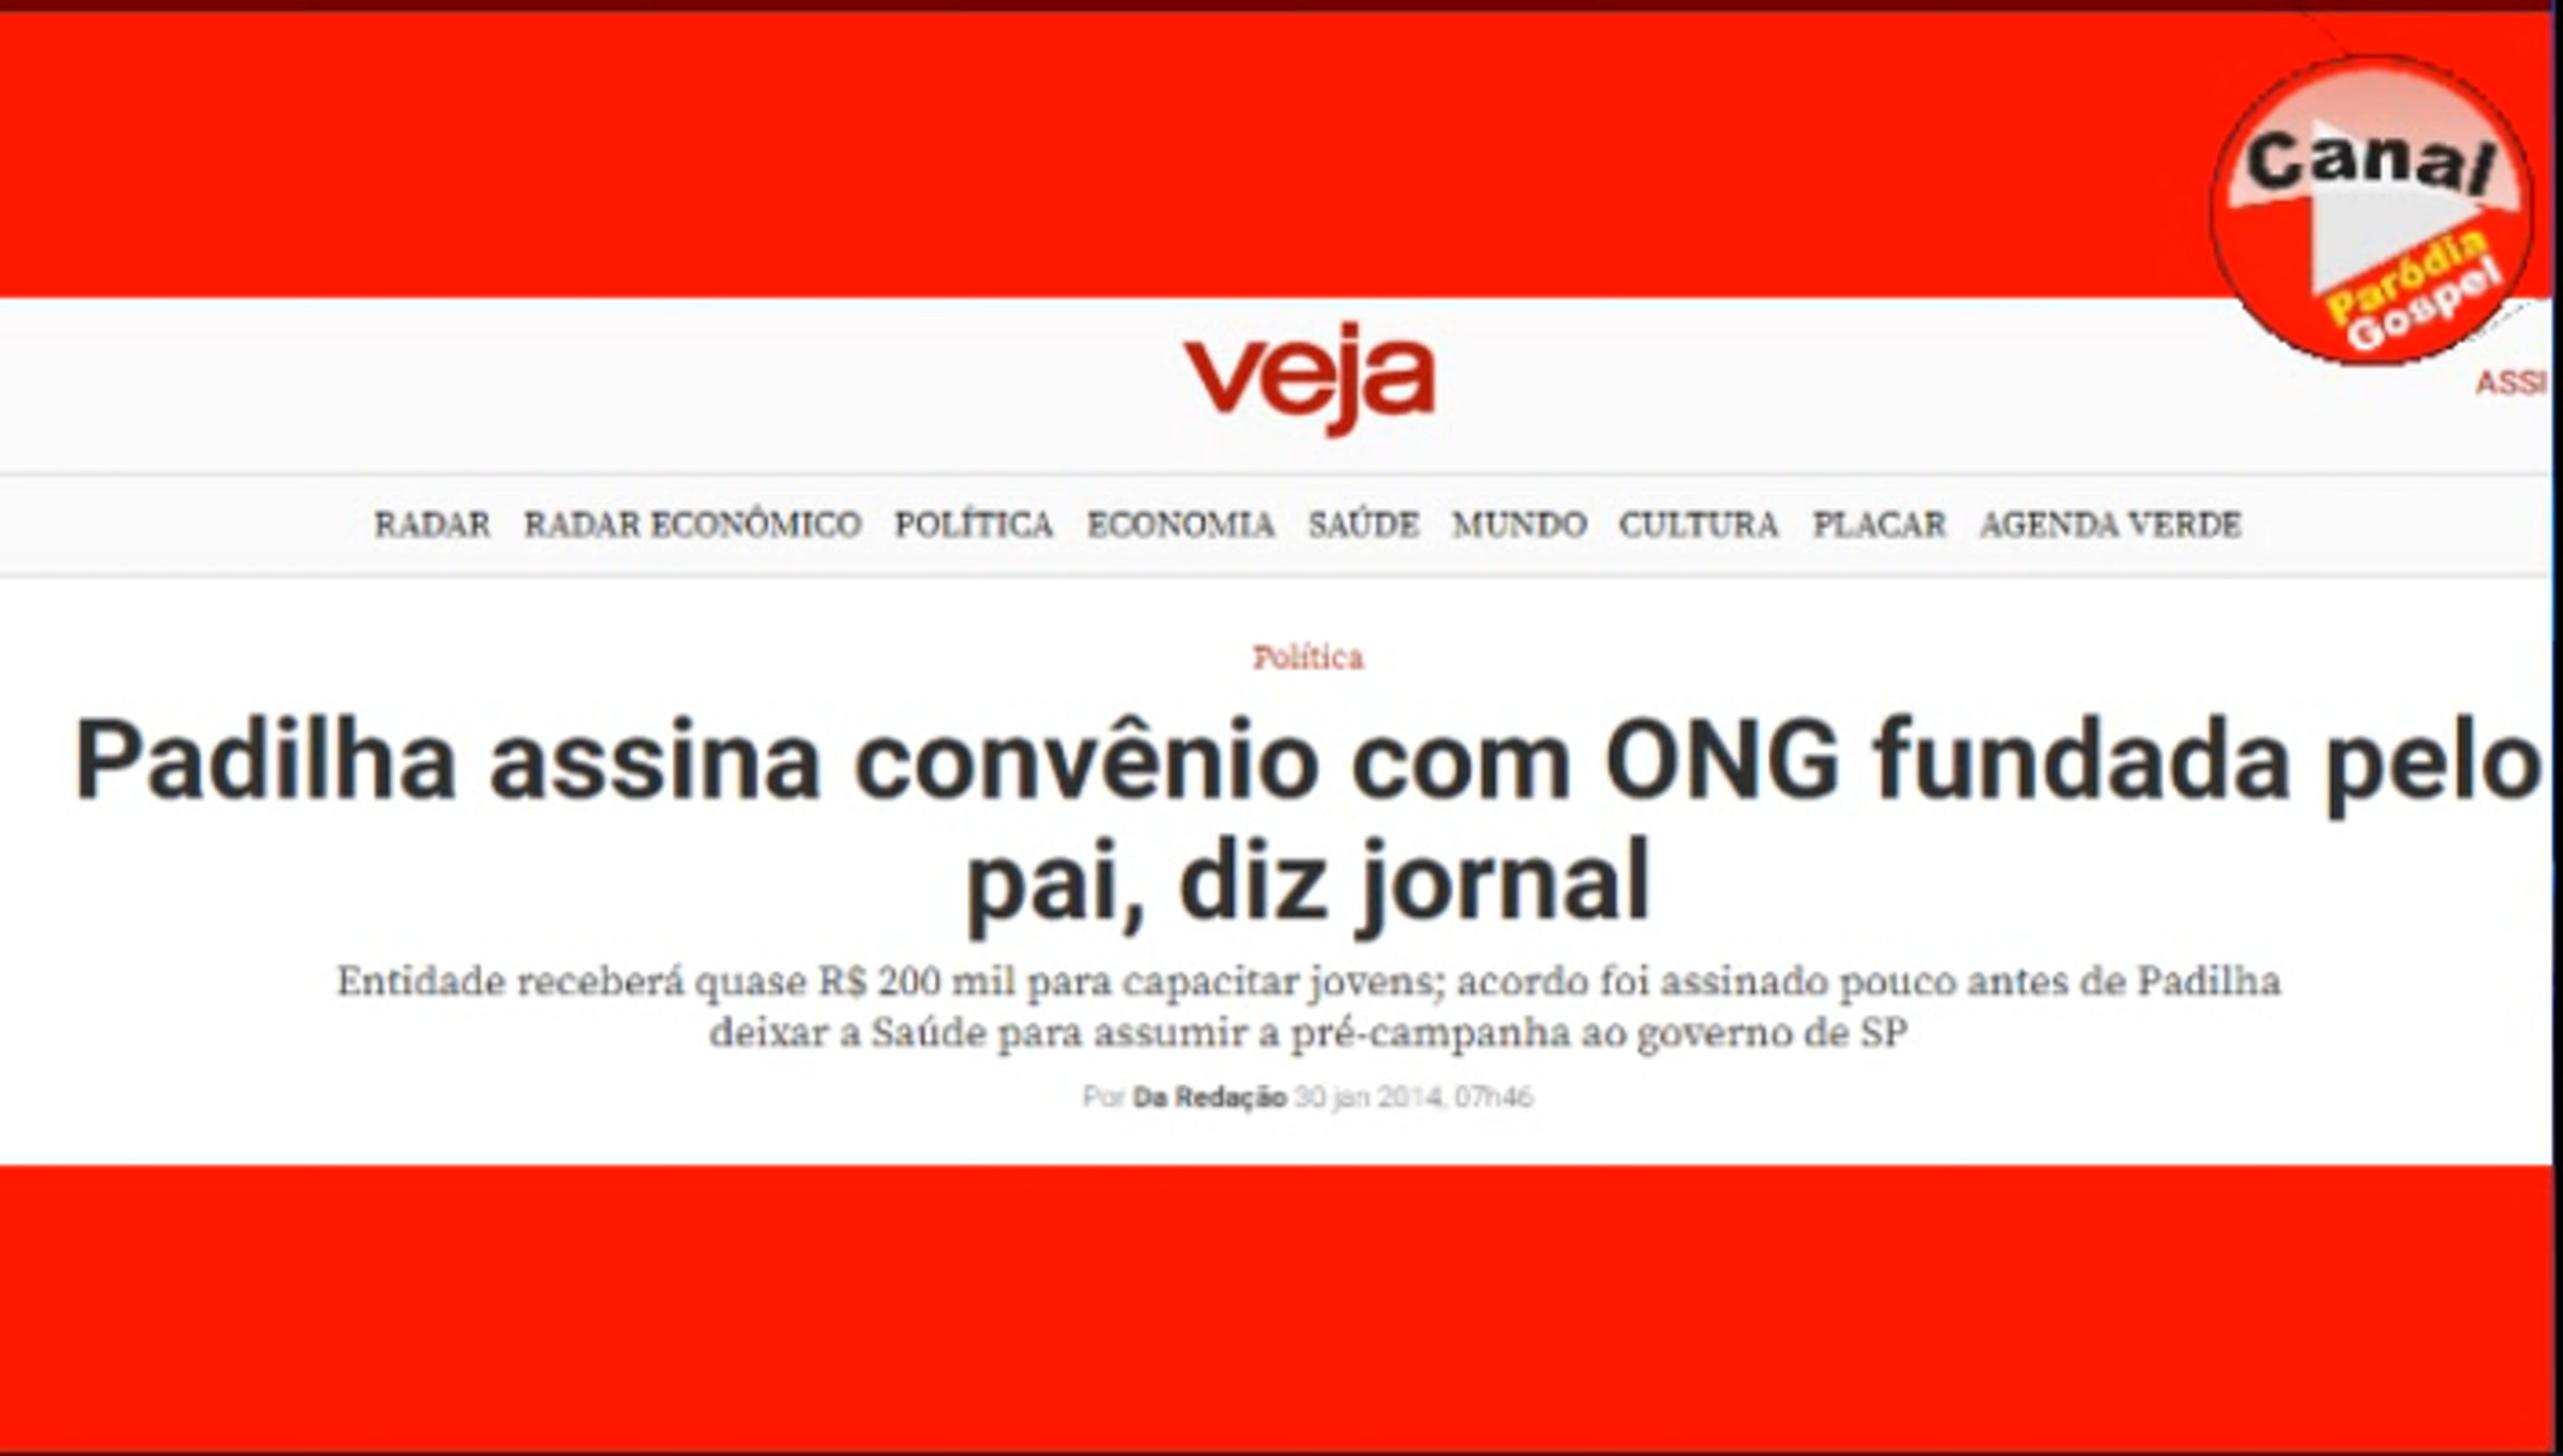 Canal
Paródia
Gospel
veja
ASSI
RADAR RADAR ECONÔMICO POLÍTICA ECONOMIA SAÚDE MUNDO CULTURA PLACAR AGENDA VERDE
Política
Padilha assina convênio com ONG fundada pelo
pai, diz jornal
Entidade receberá quase R$ 200 mil para capacitar jovens; acordo foi assinado pouco antes de Padilha
deixar a Saúde para assumir a pré-campanha ao governo de SP
Por Da Redação 30 jan 2014, 07h46